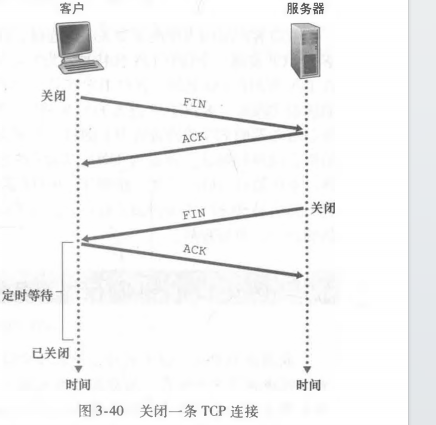 客户
服务器
关闭
FIN
ACK
关闭
FIN
ACK
定时等待
已关闭
时间
时间
图 3-40 关闭一条 TCP 连接